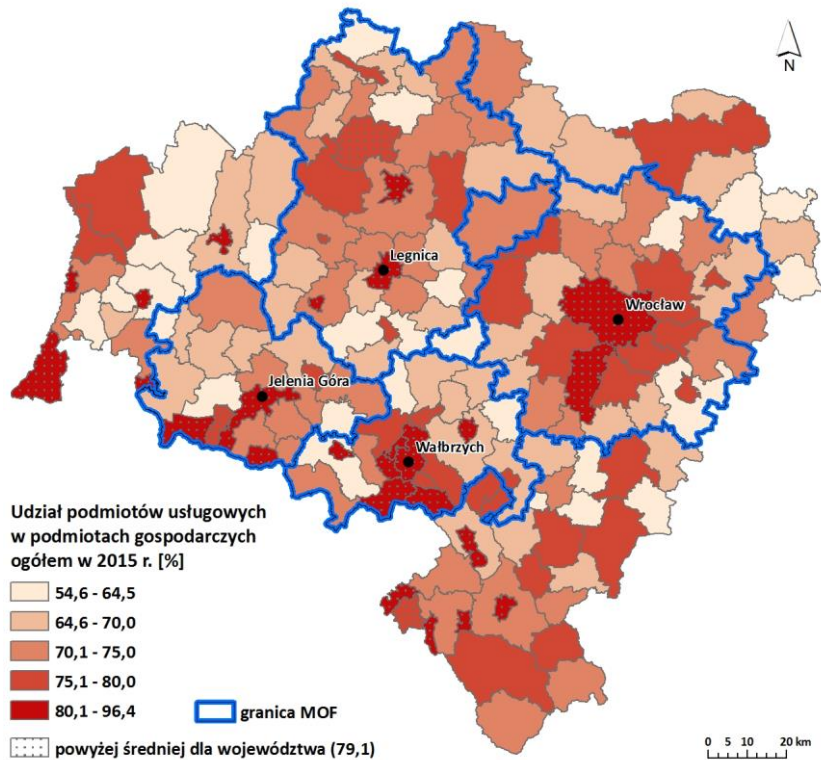 N
Legnica
Wrocław
Jelenia Góra
Wałbrzych
Udział podmiotów usługowych
w podmiotach gospodarczych
ogółem w 2015 r. [%]
54,6 - 64,5
64,6 - 70,0
70,1 - 75,0
75,1 - 80,0
80,1 - 96,4
granica MOF
powyżej średniej dla województwa (79,1)
0 5 10 20 km